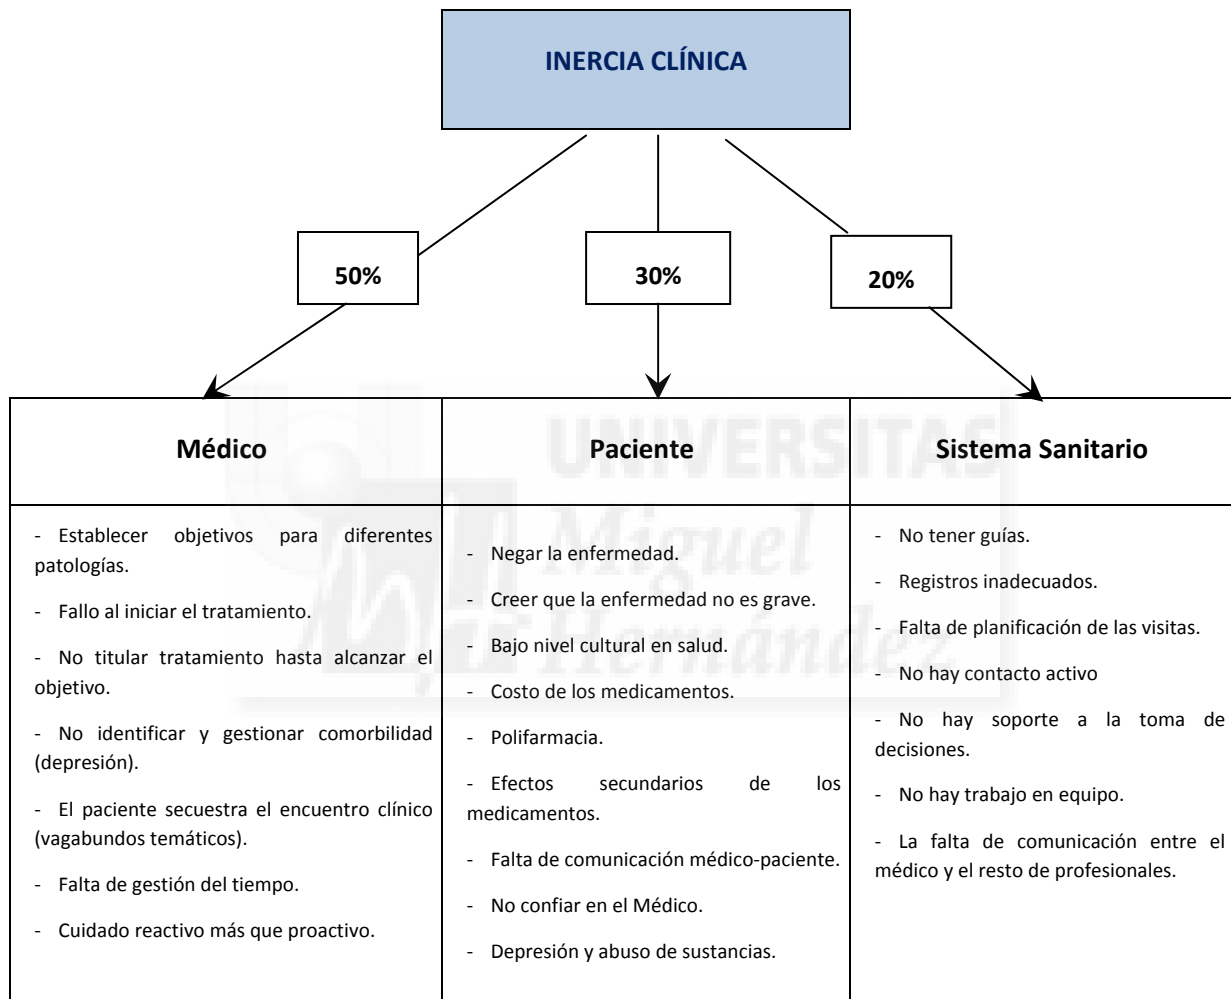 INERCIA CLÍNICA
50%
30%
20%
Médico
Paciente
Sistema Sanitario
- Establecer objetivos para diferentes
patologías.
- Fallo al iniciar el tratamiento.
- No titular tratamiento hasta alcanzar el
objetivo.
- No identificar y gestionar comorbilidad
(depresión).
- El paciente secuestra el encuentro clínico
(vagabundos temáticos).
- Falta de gestión del tiempo.
- Cuidado reactivo más que proactivo.
- Negar la enfermedad.
- Creer que la enfermedad no es grave.
- Bajo nivel cultural en salud.
- Costo de los medicamentos.
- Polifarmacia.
- Efectos secundarios de los
medicamentos.
- Falta de comunicación médico-paciente.
- No confiar en el Médico.
- Depresión y abuso de sustancias.
- No tener guías.
- Registros inadecuados.
- Falta de planificación de las visitas.
- No hay contacto activo
- No hay soporte a la toma de
decisiones.
- No hay trabajo en equipo.
- La falta de comunicación entre el
médico y el resto de profesionales.
UNIVERSITAS
Miguel
Hernández